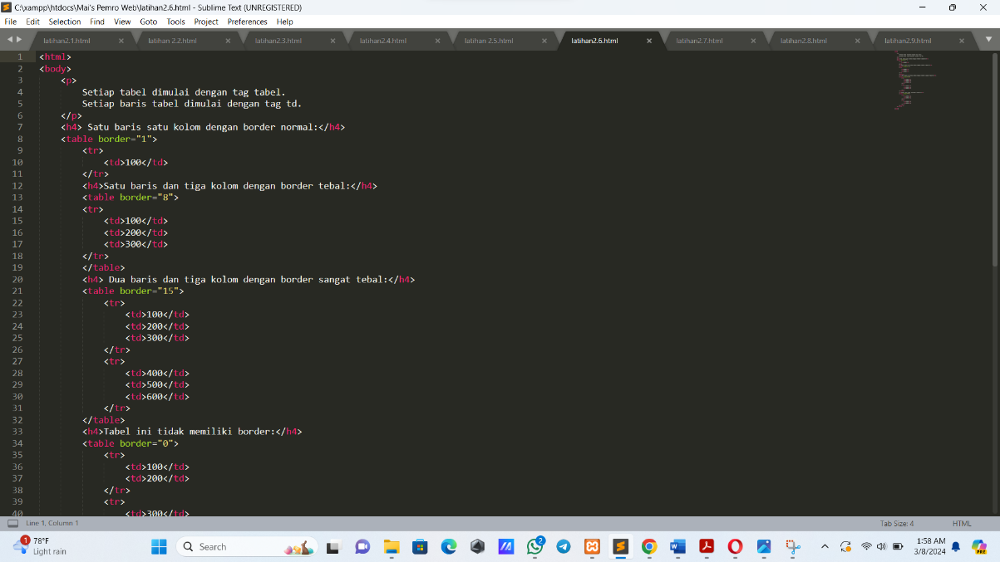 C:\xampp\htdocs\Mai's Pemro Web\latihan2.6.html - Sublime Text (UNREGISTERED)
File Edit Selection Find View Goto Tools Project Preferences Help
latihan2.1.html latihan 2.2.html latihan2.3.html latihan2.4.html latihan 2.5.html latihan2.6.html latihan2.7.html latihan2.8.html latihan2.9.html
1 <html>
2 <body>
3 <p>
4 Setiap tabel dimulai dengan tag tabel.
5 Setiap baris tabel dimulai dengan tag td.
6 </p>
7 <h4> Satu baris satu kolom dengan border normal:</h4>
8 <table border="1">
9 <tr>
10 <td>100</td>
11 </tr>
12 <h4>Satu baris dan tiga kolom dengan border tebal:</h4>
13 <table border="8">
14 <tr>
15 <td>100</td>
16 <td>200</td>
17 <td>300</td>
18 </tr>
19 </table>
20 <h4> Dua baris dan tiga kolom dengan border sangat tebal:</h4>
21 <table border="15">
22 <tr>
23 <td>100</td>
24 <td>200</td>
25 <td>300</td>
26 </tr>
27 <tr>
28 <td>400</td>
29 <td>500</td>
30 <td>600</td>
31 </tr>
32 </table>
33 <h4>Tabel ini tidak memiliki border:</h4>
34 <table border="0">
35 <tr>
36 <td>100</td>
37 <td>200</td>
38 </tr>
39 <tr>
40 <td>300</td>
Line 1, Column 1 Tab Size: 4 HTML
1 78°F
Light rain
Search
2
1:58 AM
3/8/2024
PRE